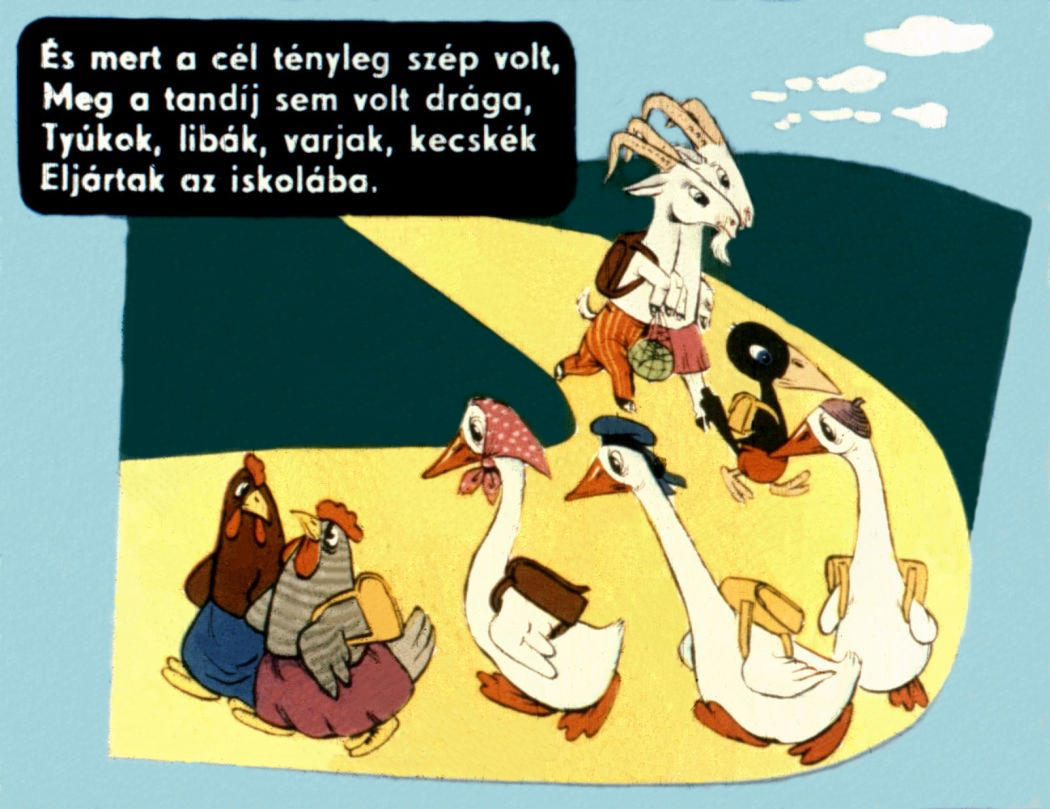 És mert a cél tényleg szép volt,
Meg a tandíj sem volt drága,
Tyúkok, libák, varjak, kecskék
Eljártak az iskolába.